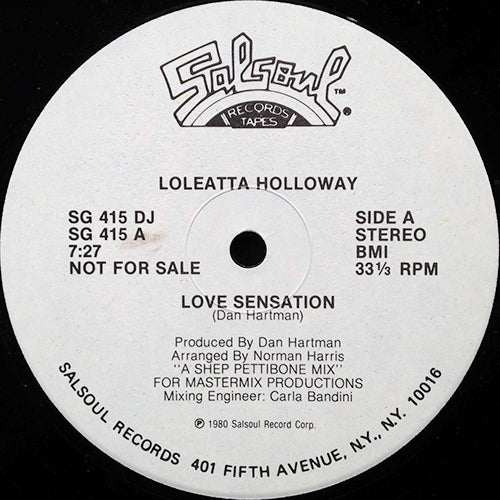 Salsoul™
RECORDS
TAPES ®
LOLEATTA HOLLOWAY
SG 415 DJ
SG 415 A
7:27
NOT FOR SALE
SIDE A
STEREO
BMI
33⅓ RPM
LOVE SENSATION
(Dan Hartman)
Produced By Dan Hartman
Arranged By Norman Harris
"A SHEP PETTIBONE MIX"
FOR MASTERMIX PRODUCTIONS
Mixing Engineer: Carla Bandini
℗ 1980 Salsoul Record Corp.
SALSOUL RECORDS 401 FIFTH AVENUE, N.Y., N.Y. 10016